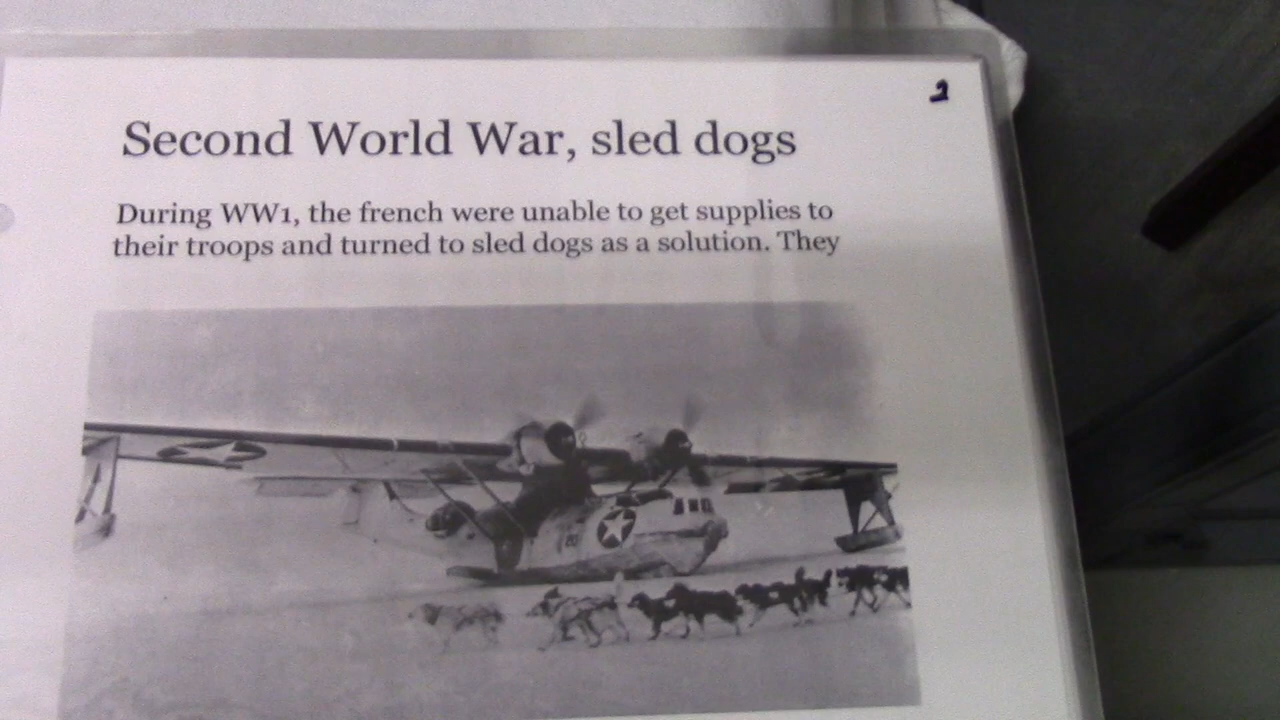 2
Second World War, sled dogs
During WW1, the french were unable to get supplies to
their troops and turned to sled dogs as a solution. They